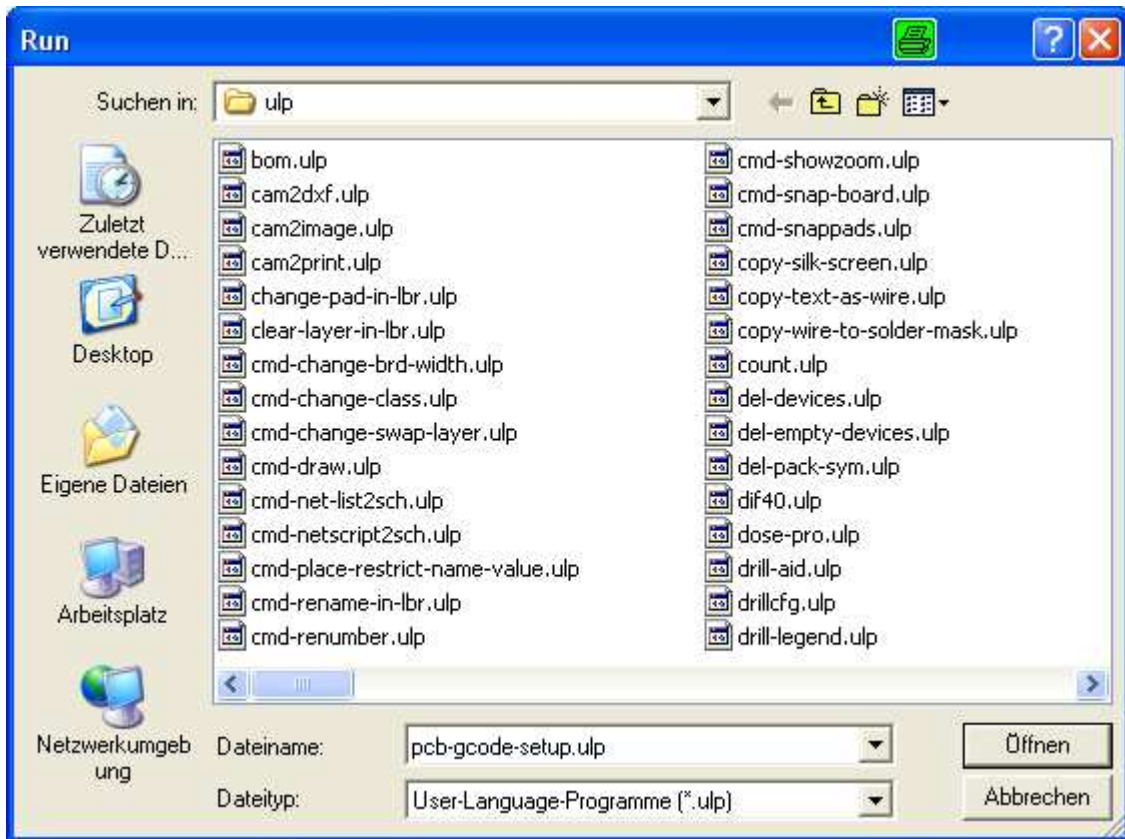 Run
Suchen in:
ulp
Zuletzt
verwendete D...
Desktop
Eigene Dateien
Arbeitsplatz
Netzwerkumgeb
ung
bom.ulp
cam2dxf.ulp
cam2image.ulp
cam2print.ulp
change-pad-in-lbr.ulp
clear-layer-in-lbr.ulp
cmd-change-brd-width.ulp
cmd-change-class.ulp
cmd-change-swap-layer.ulp
cmd-draw.ulp
cmd-net-list2sch.ulp
cmd-netscript2sch.ulp
cmd-place-restrict-name-value.ulp
cmd-rename-in-lbr.ulp
cmd-renumber.ulp
cmd-showzoom.ulp
cmd-snap-board.ulp
cmd-snappads.ulp
copy-silk-screen.ulp
copy-text-as-wire.ulp
copy-wire-to-solder-mask.ulp
count.ulp
del-devices.ulp
del-empty-devices.ulp
del-pack-sym.ulp
dif40.ulp
dose-pro.ulp
drill-aid.ulp
drillcfg.ulp
drill-legend.ulp
Dateiname:
pcb-gcode-setup.ulp
Öffnen
Dateityp:
User-Language-Programme (*.ulp)
Abbrechen